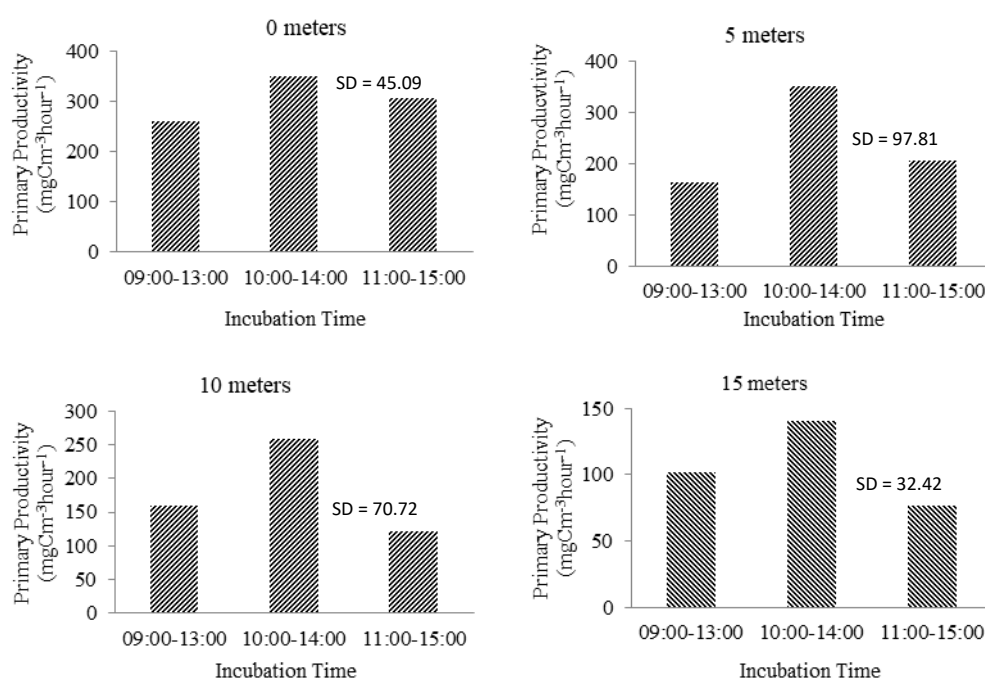 0 meters
Primary Productivity
(mgCm-3hour-1)
400
300
200
100
0
SD = 45.09
09:00-13:00 10:00-14:00 11:00-15:00
Incubation Time
5 meters
Primary Producvtivity
(mgCm-3hour-1)
400
300
200
100
0
SD = 97.81
09:00-13:00 10:00-14:00 11:00-15:00
Incubation Time
10 meters
Primary Productivity
(mgCm-3hour-1)
300
250
200
150
100
50
0
SD = 70.72
09:00-13:00 10:00-14:00 11:00-15:00
Incubation Time
15 meters
Primary Productivity
(mgCm-3hour-1)
150
100
50
0
SD = 32.42
09:00-13:00 10:00-14:00 11:00-15:00
Incubation Time